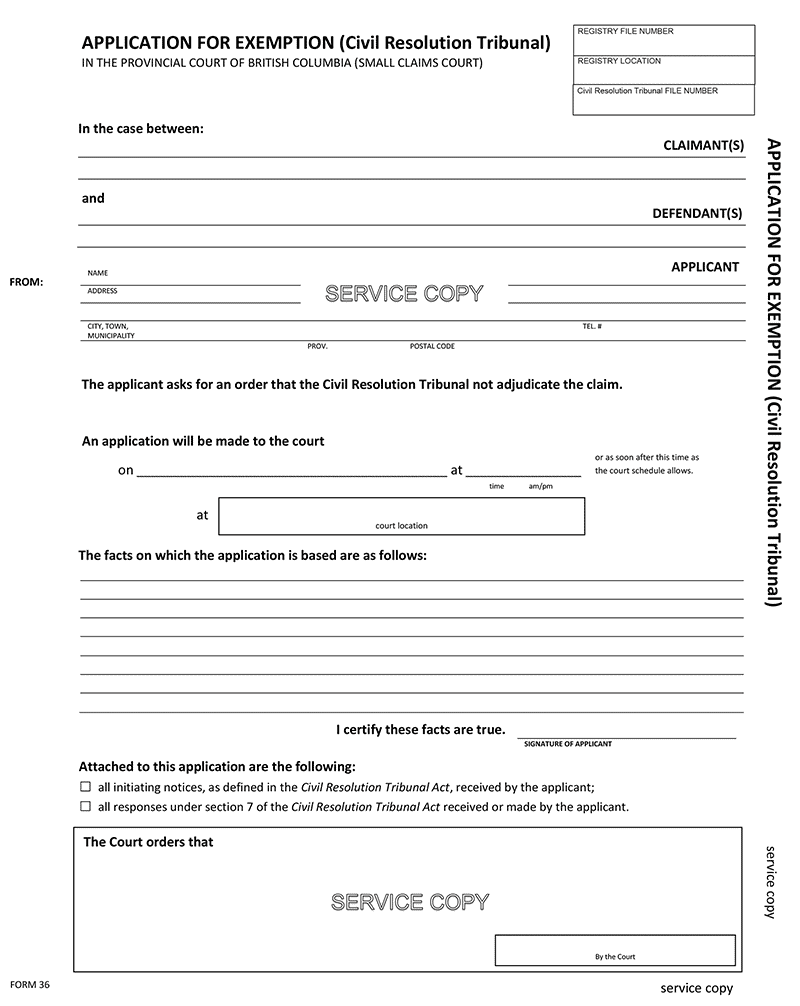 APPLICATION FOR EXEMPTION (Civil Resolution Tribunal)
IN THE PROVINCIAL COURT OF BRITISH COLUMBIA (SMALL CLAIMS COURT)
REGISTRY FILE NUMBER
REGISTRY LOCATION
Civil Resolution Tribunal FILE NUMBER
In the case between:
CLAIMANT(S)
and
DEFENDANT(S)
APPLICANT
FROM:
NAME
ADDRESS
SERVICE COPY
CITY, TOWN,
MUNICIPALITY
TEL. #
PROV. POSTAL CODE
The applicant asks for an order that the Civil Resolution Tribunal not adjudicate the claim.
An application will be made to the court
on at
or as soon after this time as
the court schedule allows.
time am/pm
at
court location
The facts on which the application is based are as follows:
I certify these facts are true.
SIGNATURE OF APPLICANT
Attached to this application are the following:
☐ all initiating notices, as defined in the Civil Resolution Tribunal Act, received by the applicant;
☐ all responses under section 7 of the Civil Resolution Tribunal Act received or made by the applicant.
The Court orders that
SERVICE COPY
By the Court
FORM 36
service copy
APPLICATION FOR EXEMPTION (Civil Resolution Tribunal)
service copy